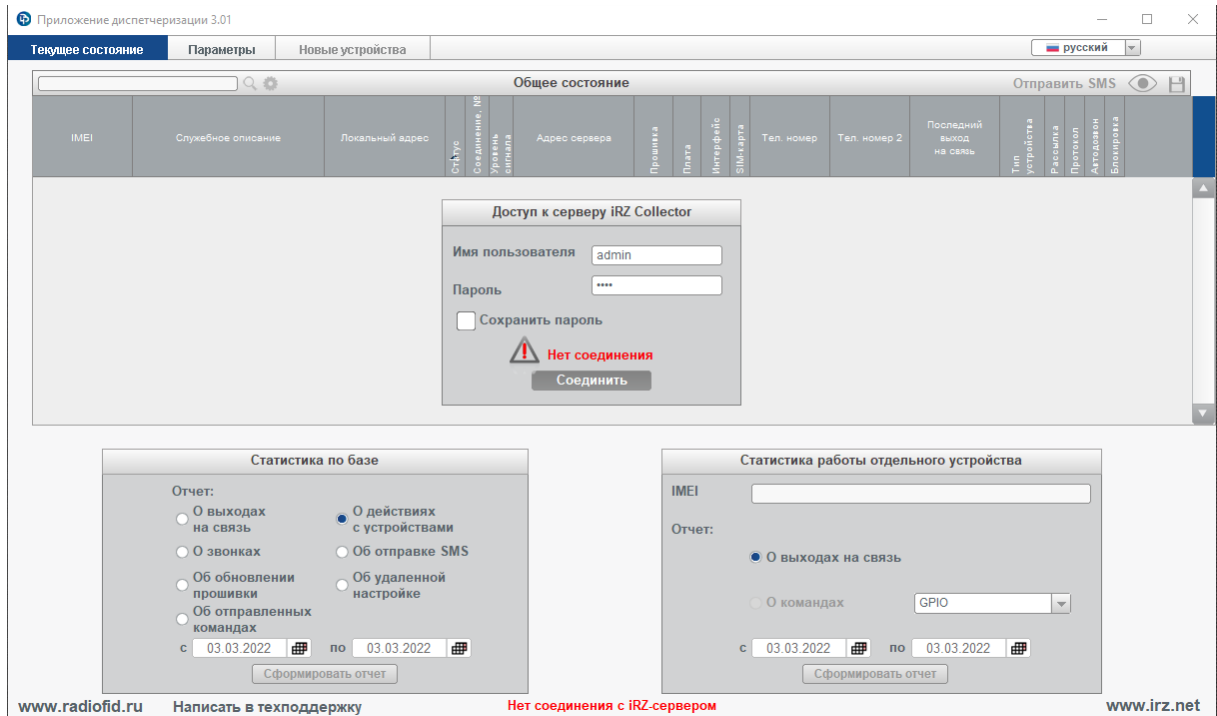 Приложение диспетчеризации 3.01
Текущее состояние Параметры Новые устройства русский
Общее состояние Отправить SMS
IMEI Служебное описание Локальный адрес Статус Соединение, № Уровень сигнала Адрес сервера Прошивка Плата Интерфейс SIM-карта Тел. номер Тел. номер 2 Последний выход на связь Тип устройства Рассылка Протокол Автодозвон Блокировка
Доступ к серверу iRZ Collector
Имя пользователя admin
Пароль ••••
Сохранить пароль
Нет соединения
Соединить
Статистика по базе
Отчет:
О выходах на связь
О действиях с устройствами
О звонках
Об отправке SMS
Об обновлении прошивки
Об удаленной настройке
Об отправленных командах
с 03.03.2022 по 03.03.2022
Сформировать отчет
Статистика работы отдельного устройства
IMEI
Отчет:
О выходах на связь
О командах GPIO
с 03.03.2022 по 03.03.2022
Сформировать отчет
www.radiofid.ru Написать в техподдержку Нет соединения с iRZ-сервером www.irz.net